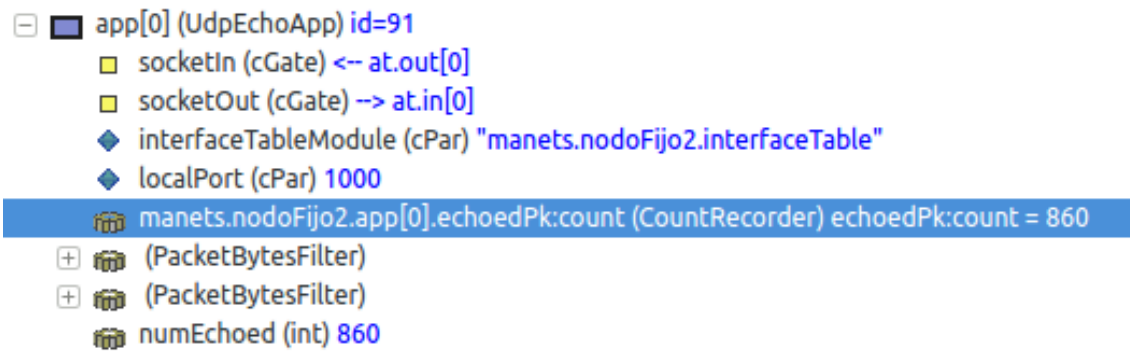 app[0] (UdpEchoApp) id=91
socketIn (cGate) <-- at.out[0]
socketOut (cGate) --> at.in[0]
interfaceTableModule (cPar) "manets.nodoFijo2.interfaceTable"
localPort (cPar) 1000
manets.nodoFijo2.app[0].echoedPk:count (CountRecorder) echoedPk:count = 860
(PacketBytesFilter)
(PacketBytesFilter)
numEchoed (int) 860